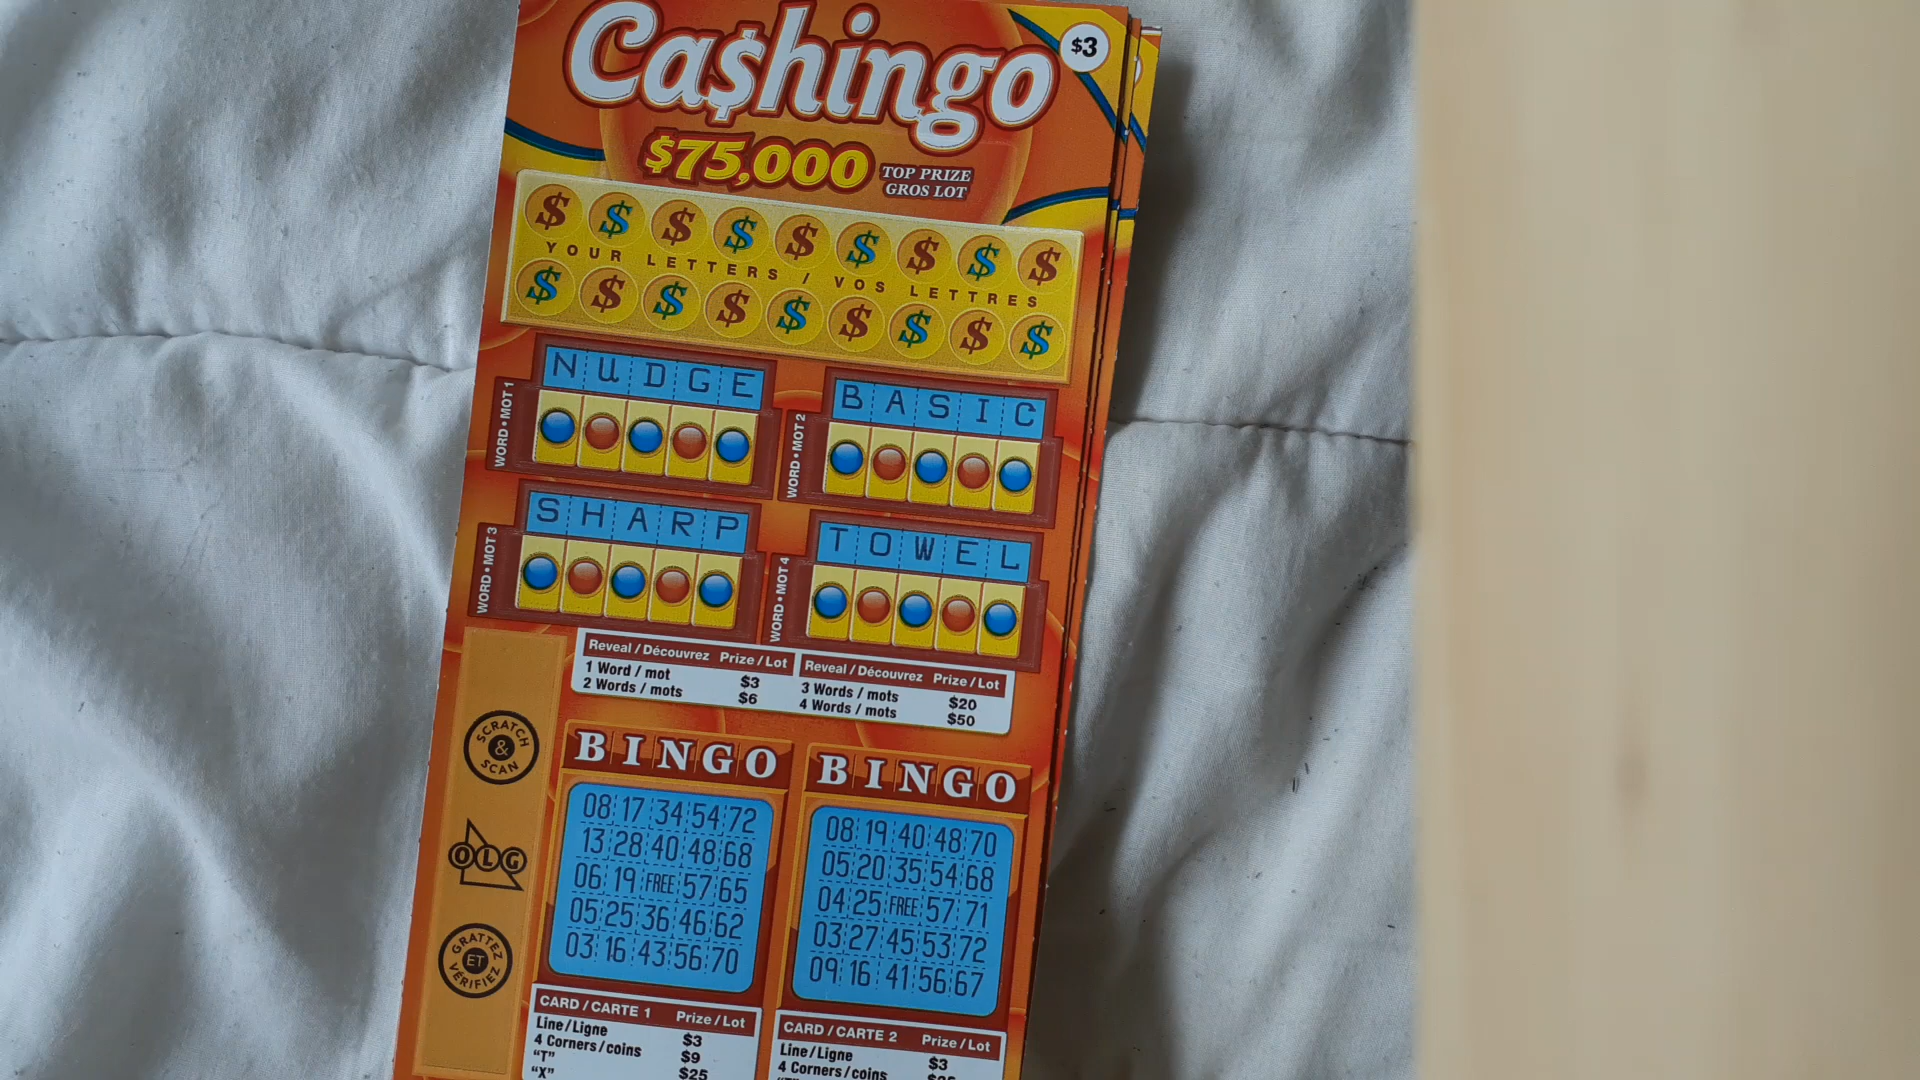 Ca$hingo
$3
$75,000
TOP PRIZE
GROS LOT
$ $ $ $ $ $ $ $ $
YOUR LETTERS / VOS LETTRES
$ $ $ $ $ $ $ $ $
WORD • MOT 1
NUDGE
WORD • MOT 2
BASIC
WORD • MOT 3
SHARP
WORD • MOT 4
TOWEL
Reveal / Découvrez Prize / Lot
1 Word / mot $3
2 Words / mots $6
Reveal / Découvrez Prize / Lot
3 Words / mots $20
4 Words / mots $50
SCRATCH & SCAN
OLG
GRATTEZ ET VÉRIFIEZ
BINGO
08 17 34 54 72
13 28 40 48 68
06 19 FREE 57 65
05 25 36 46 62
03 16 43 56 70
CARD / CARTE 1 Prize / Lot
Line / Ligne $3
4 Corners / coins $9
"T" $25
"X"
BINGO
08 19 40 48 70
05 20 35 54 68
04 25 FREE 57 71
03 27 45 53 72
09 16 41 56 67
CARD / CARTE 2 Prize / Lot
Line / Ligne $3
4 Corners / coins